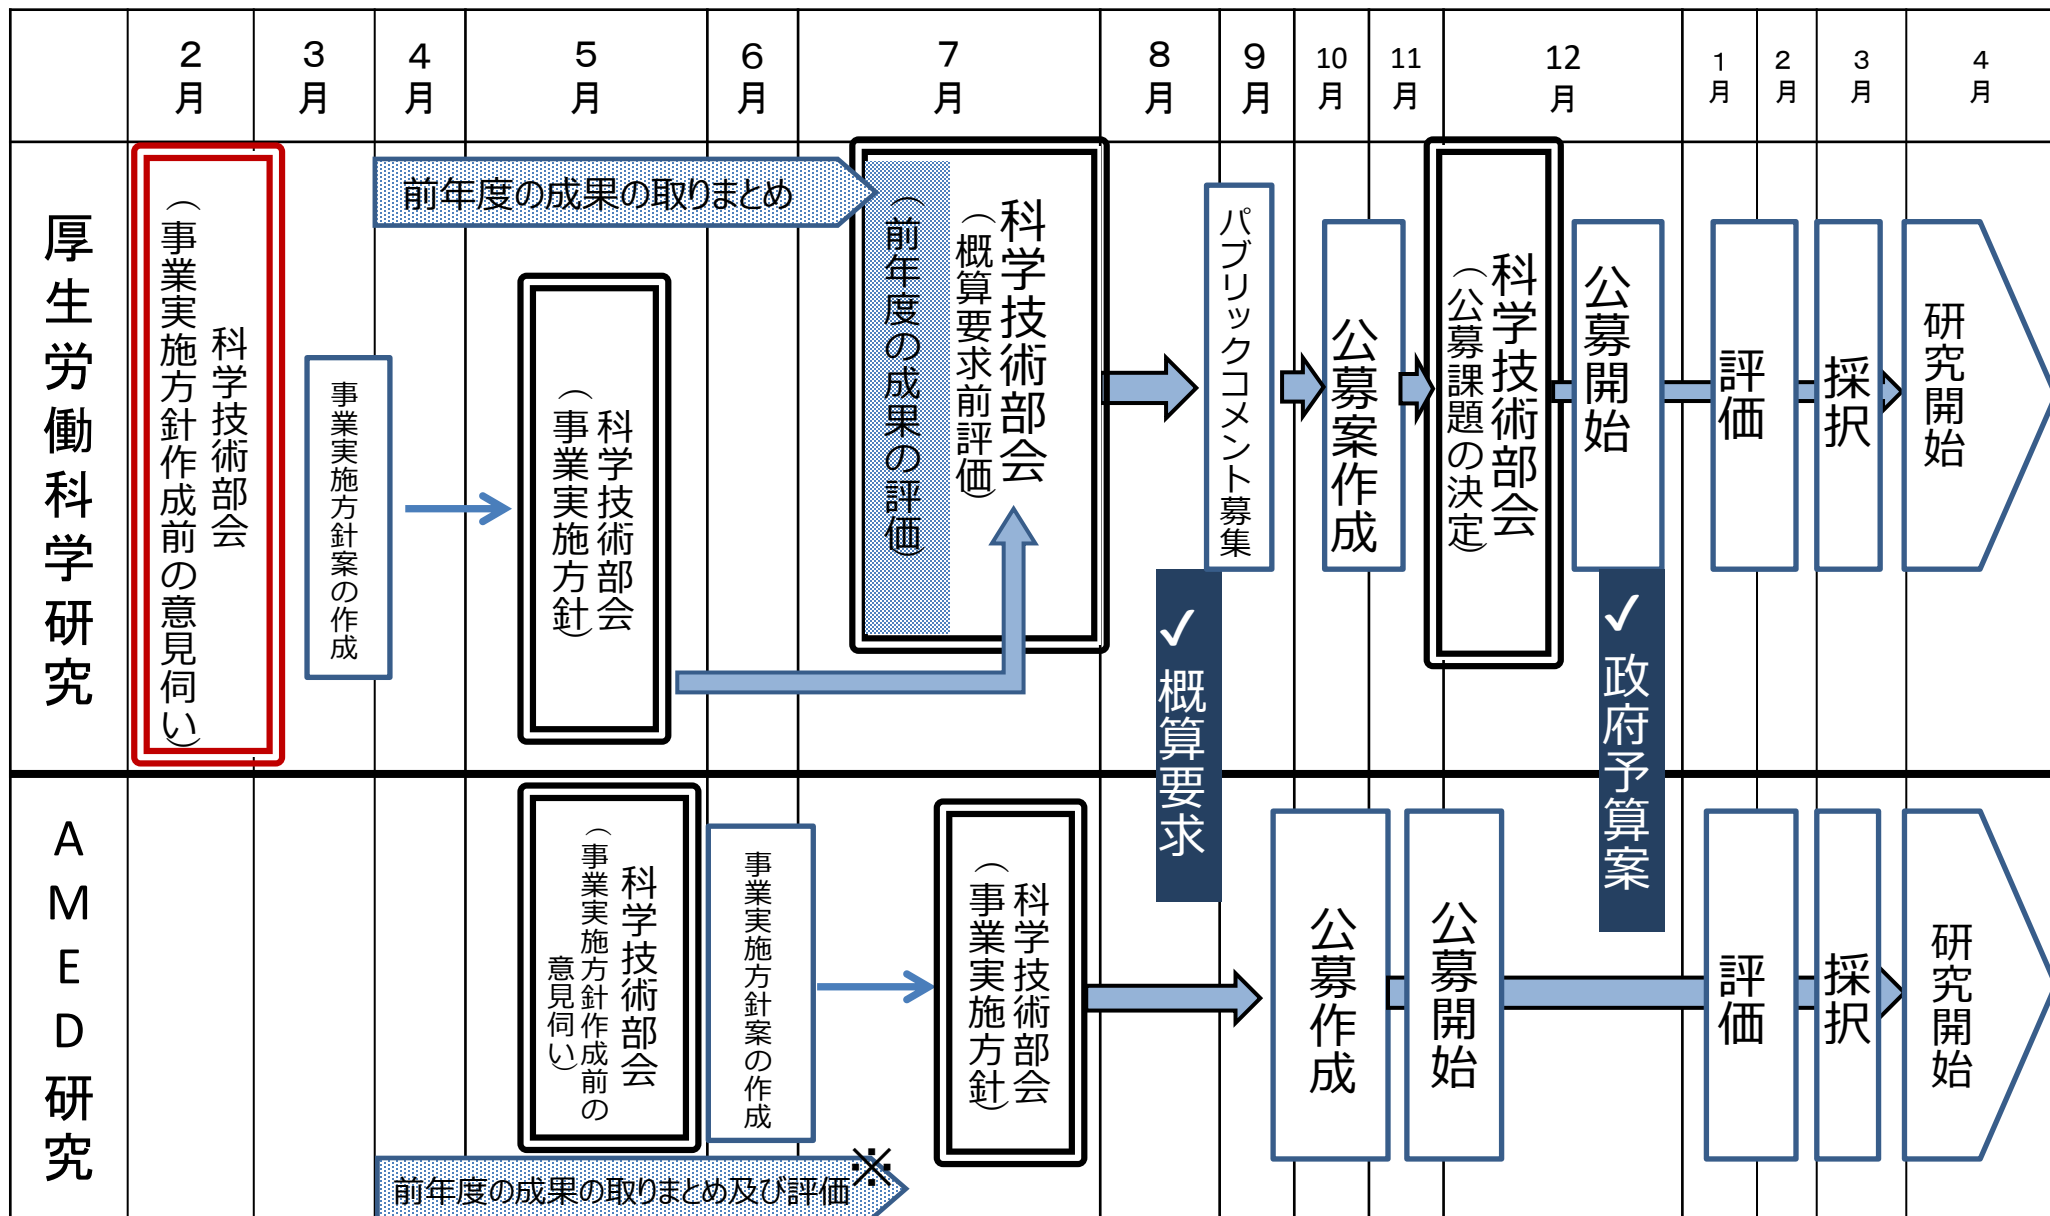 2月
3月
4月
5月
6月
7月
8月
9月
10月
11月
12月
1月
2月
3月
4月
厚生労働科学研究
科学技術部会
(事業実施方針作成前の意見伺い)
事業実施方針案の作成
前年度の成果の取りまとめ
科学技術部会
(事業実施方針)
科学技術部会
(概算要求前評価)
(前年度の成果の評価)
パブリックコメント募集
公募案作成
科学技術部会
(公募課題の決定)
公募開始
評価
採択
研究開始
✓概算要求
✓政府予算案
AMED研究
科学技術部会
(事業実施方針作成前の
意見伺い)
事業実施方針案の作成
科学技術部会
(事業実施方針)
前年度の成果の取りまとめ及び評価※
公募作成
公募開始
評価
採択
研究開始